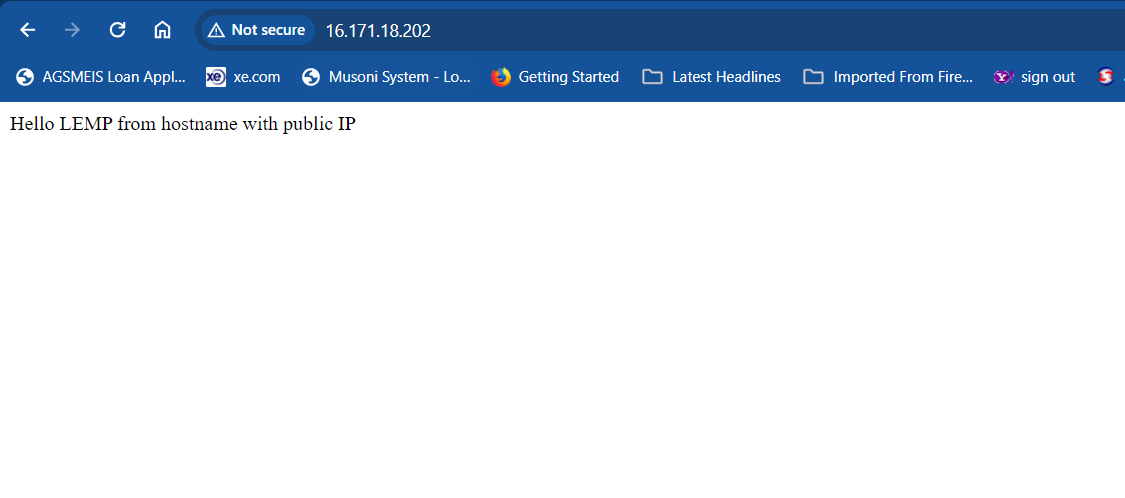 Not secure 16.171.18.202
AGSMEIS Loan Appl... xe xe.com Musoni System - Lo... Getting Started Latest Headlines Imported From Fire... Y! sign out S
Hello LEMP from hostname with public IP